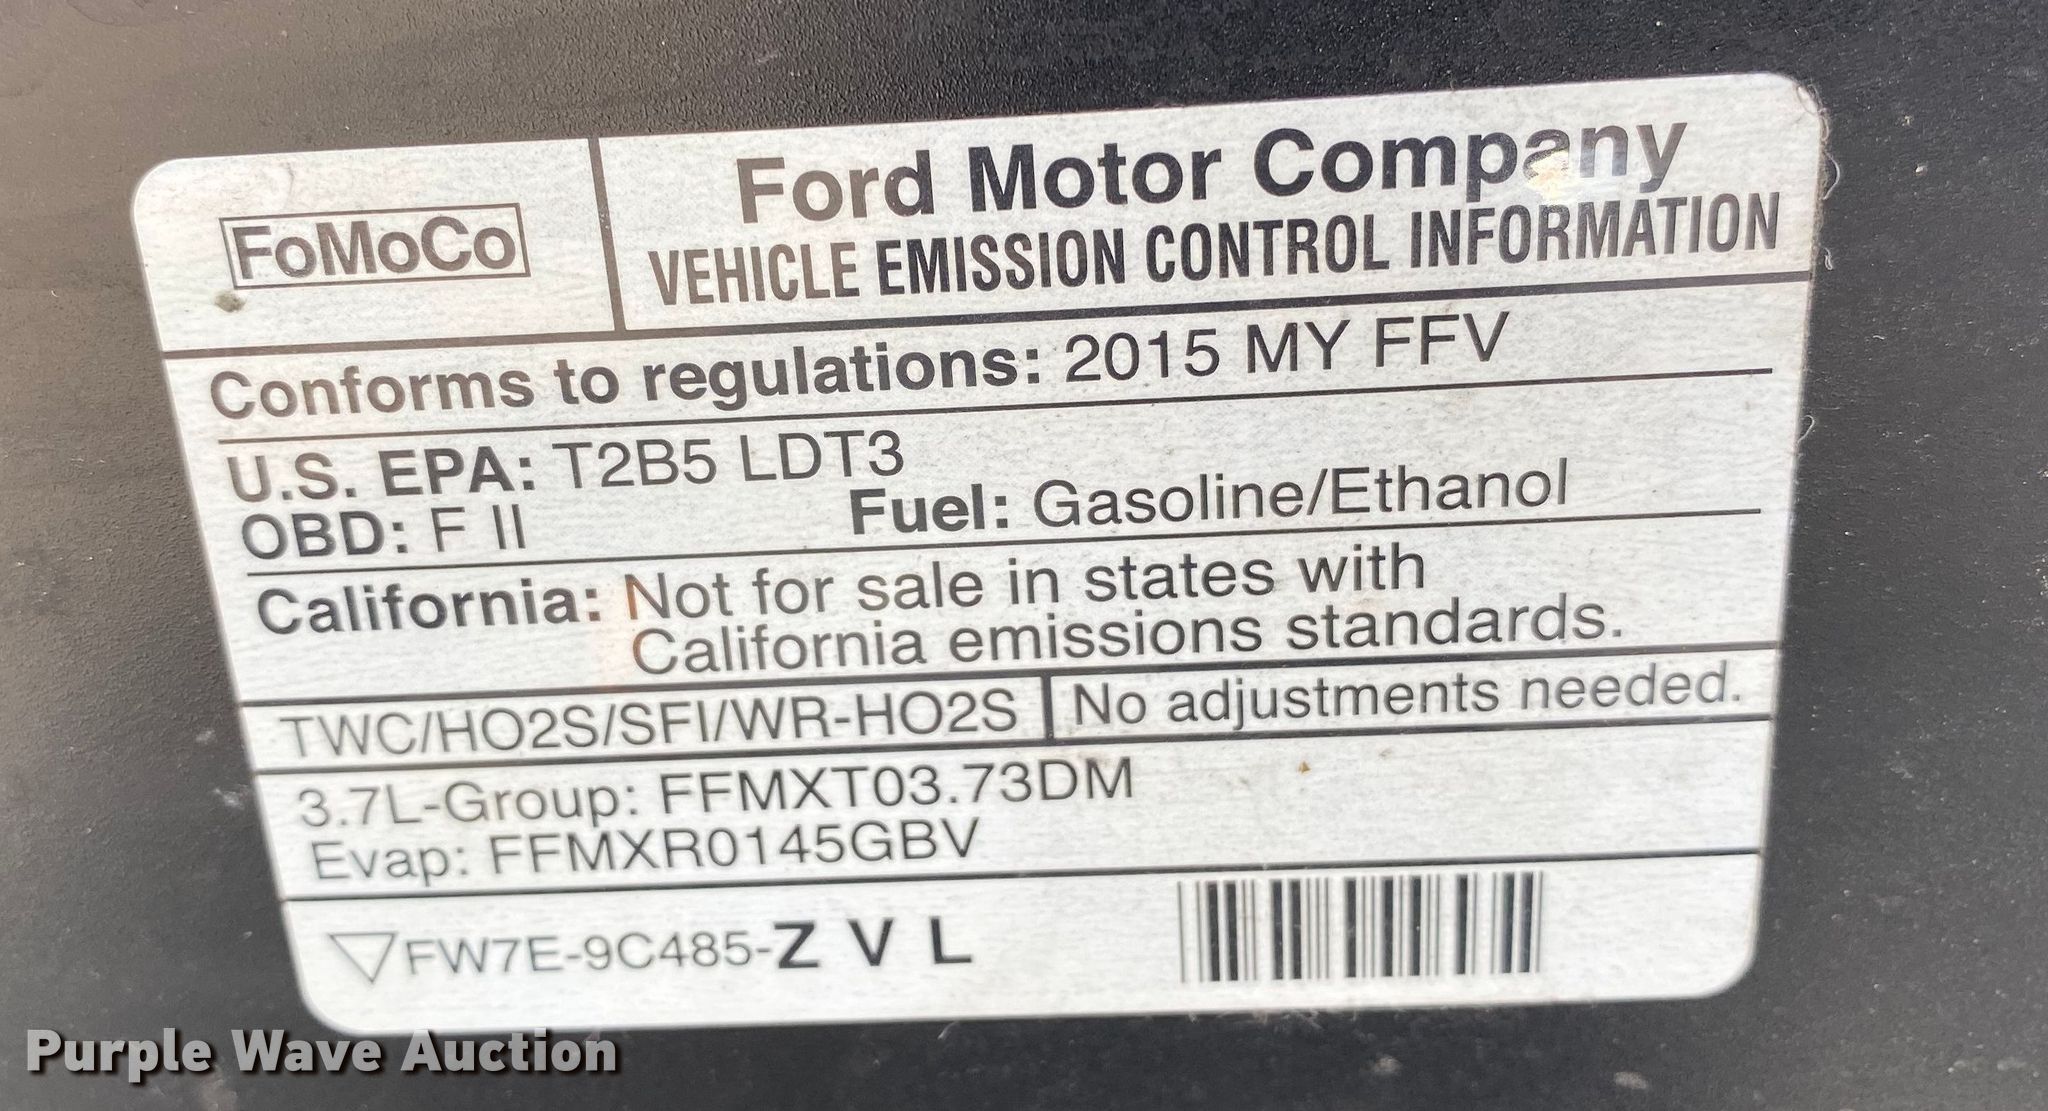 FoMoCo
Ford Motor Company
VEHICLE EMISSION CONTROL INFORMATION
Conforms to regulations: 2015 MY FFV
U.S. EPA: T2B5 LDT3
OBD: F II Fuel: Gasoline/Ethanol
California: Not for sale in states with
California emissions standards.
TWC/HO2S/SFI/WR-HO2S No adjustments needed.
3.7L-Group: FFMXT03.73DM
Evap: FFMXR0145GBV
FW7E-9C485-Z V L
Purple Wave Auction